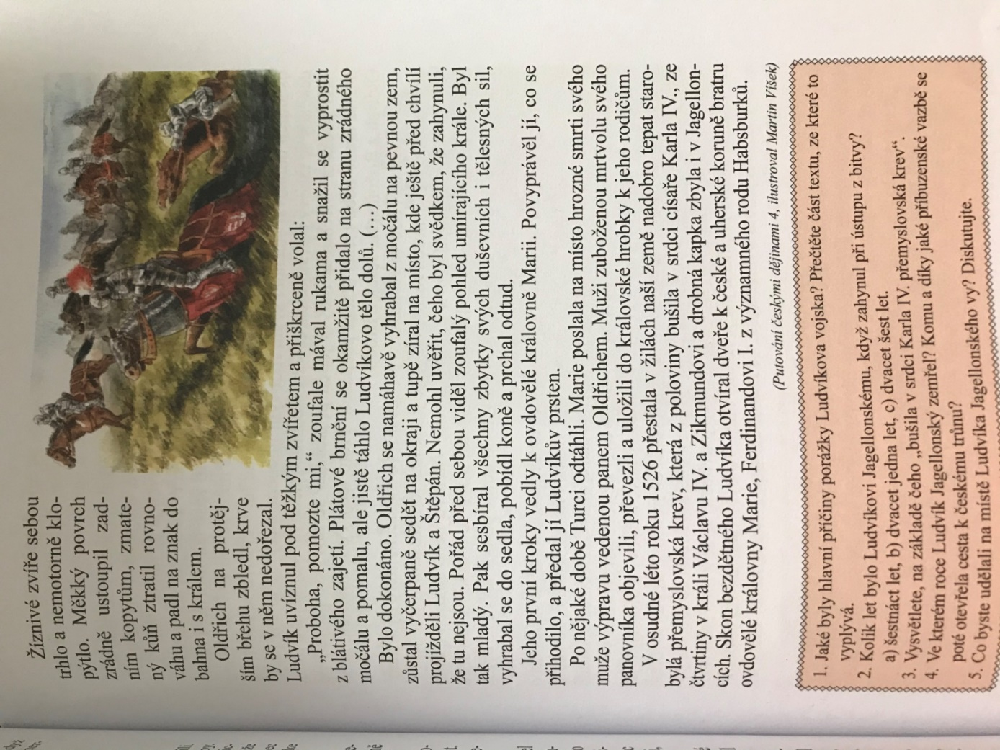 Žíznivé zvíře sebou
trhlo a nemotorně klo-
pýtlo. Měkký povrch
zrádně ustoupil zad-
ním kopytům, zmate-
ný kůň ztratil rovno-
váhu a padl na znak do
bahna i s králem.
Oldřich na protěj-
ším břehu zbledl, krve
by se v něm nedořezal.
Ludvík uvíznul pod těžkým zvířetem a přiškrceně volal:
„Proboha, pomozte mi,“ zoufale mával rukama a snažil se vyprostit
z blátivého zajetí. Plátové brnění se okamžitě přidalo na stranu zrádného
močálu a pomalu, ale jistě táhlo Ludvíkovo tělo dolů. (…)
Bylo dokonáno. Oldřich se namáhavě vyhrabal z močálu na pevnou zem,
zůstal vyčerpaně sedět na okraji a tupě zíral na místo, kde ještě před chvílí
projížděli Ludvík a Štěpán. Nemohl uvěřit, čeho byl svědkem, že zahynuli,
že tu nejsou. Pořád před sebou viděl zoufalý pohled umírajícího krále. Byl
tak mladý. Pak sesbíral všechny zbytky svých duševních i tělesných sil,
vyhrabal se do sedla, pobídl koně a prchal odtud.
Jeho první kroky vedly k ovdovělé královně Marii. Povyprávěl jí, co se
přihodilo, a předal jí Ludvíkův prsten.
Po nějaké době Turci odtáhli. Marie poslala na místo hrozné smrti svého
muže výpravu vedenou panem Oldřichem. Muži zuboženou mrtvolu svého
panovníka objevili, převezli a uložili do královské hrobky k jeho rodičům.
V osudné léto roku 1526 přestala v žilách naší země nadobro tepat staro-
bylá přemyslovská krev, která z poloviny bušila v srdci císaře Karla IV., ze
čtvrtiny v králi Václavu IV. a Zikmundovi a drobná kapka zbyla i v Jagellon-
cích. Skon bezdětného Ludvíka otvíral dveře k české a uherské koruně bratru
ovdovělé královny Marie, Ferdinandovi I. z významného rodu Habsburků.
(Putování českými dějinami 4, ilustroval Martin Víšek)
1. Jaké byly hlavní příčiny porážky Ludvíkova vojska? Přečtěte část textu, ze které to
vyplývá.
2. Kolik let bylo Ludvíkovi Jagellonskému, když zahynul při ústupu z bitvy?
a) šestnáct let, b) dvacet jedna let, c) dvacet šest let.
3. Vysvětlete, na základě čeho „bušila v srdci Karla IV. přemyslovská krev“.
4. Ve kterém roce Ludvík Jagellonský zemřel? Komu a díky jaké příbuzenské vazbě se
poté otevřela cesta k českému trůnu?
5. Co byste udělali na místě Ludvíka Jagellonského vy? Diskutujte.